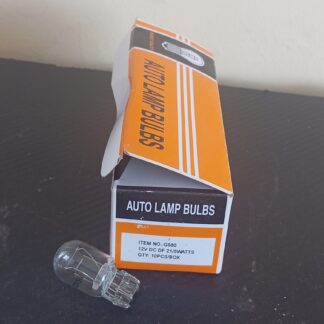 AUTO LAMP BULBS
AUTO LAMP BULBS
ITEM NO.: G580
12V DC DF 21/5WATTS
QTY: 10PCS/BOX